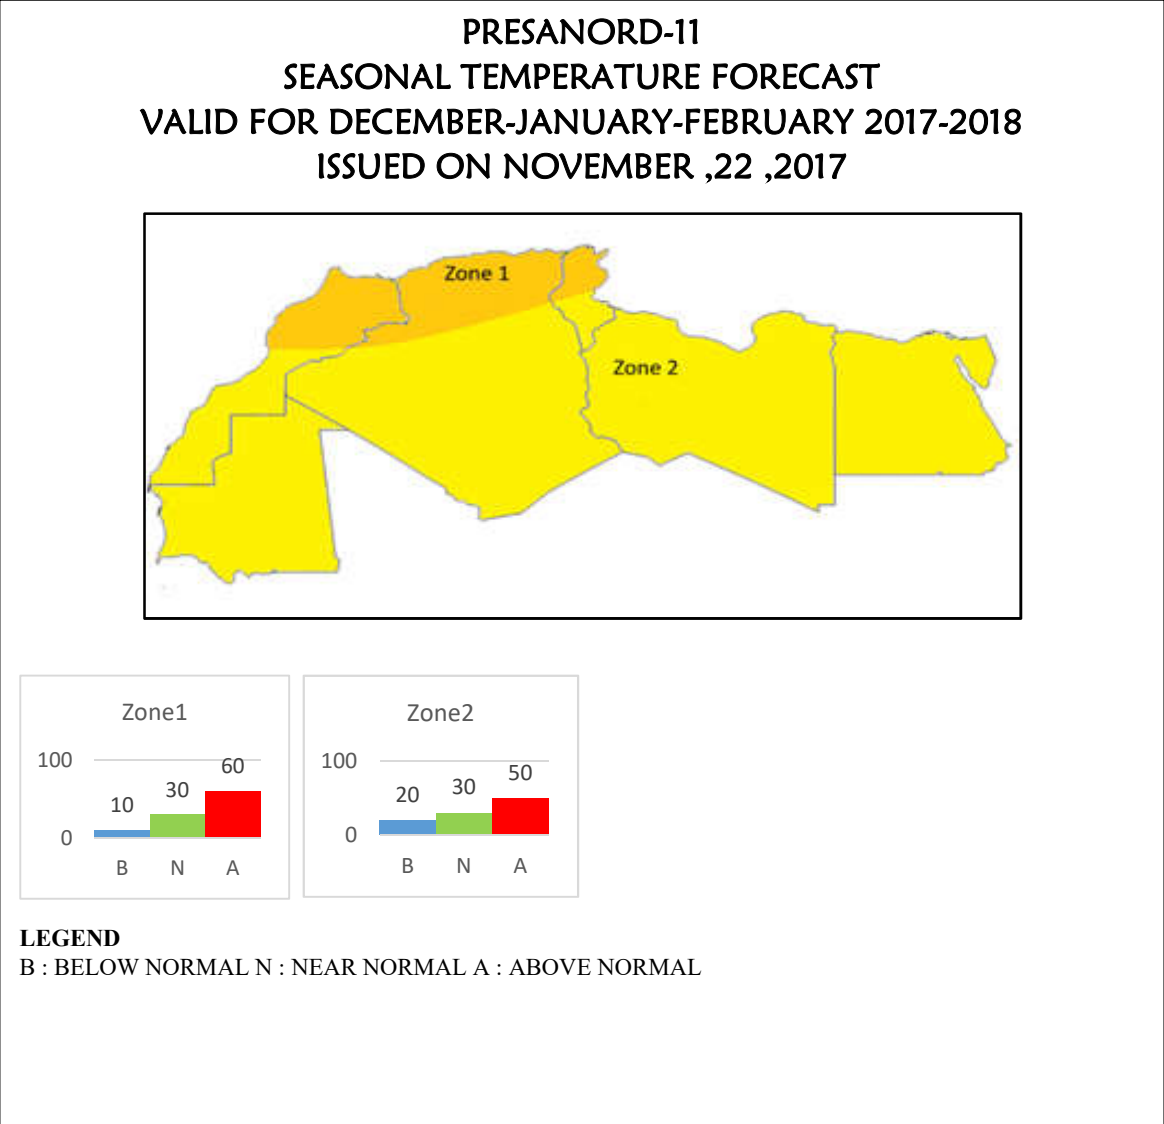 PRESANORD-11
SEASONAL TEMPERATURE FORECAST
VALID FOR DECEMBER-JANUARY-FEBRUARY 2017-2018
ISSUED ON NOVEMBER ,22 ,2017
Zone 1
Zone 2
Zone1
100
60
30
10
0
B N A
Zone2
100
50
30
20
0
B N A
LEGEND
B : BELOW NORMAL N : NEAR NORMAL A : ABOVE NORMAL